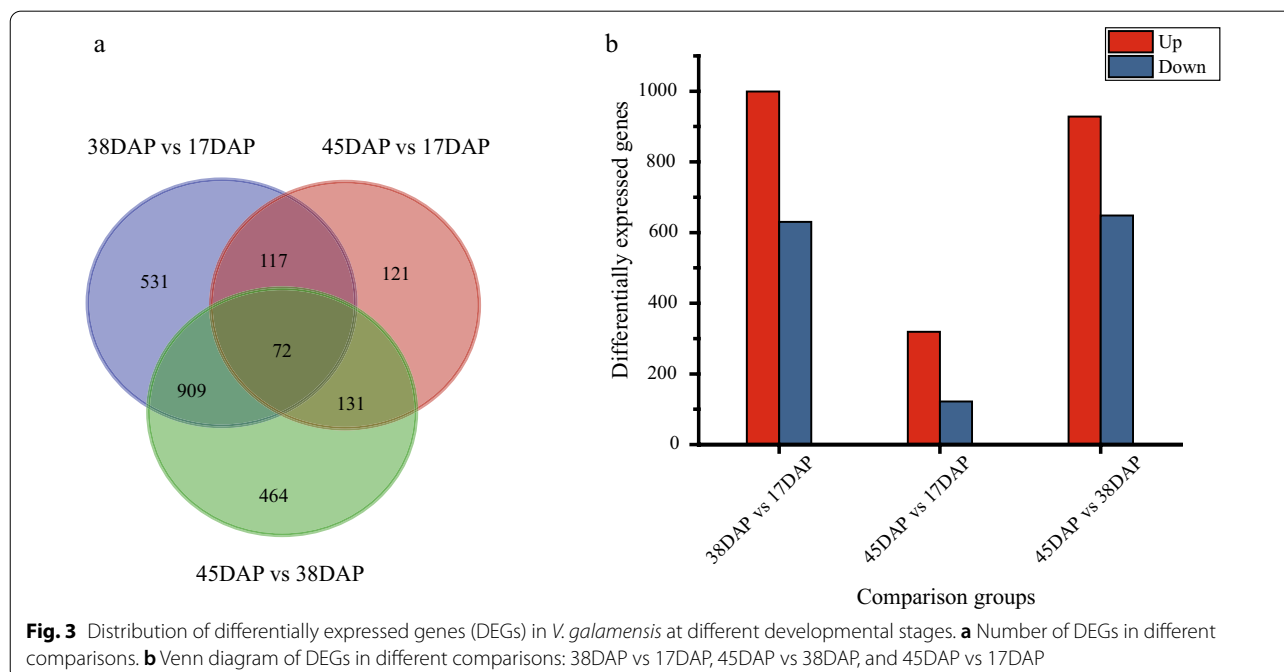 a
38DAP vs 17DAP
45DAP vs 17DAP
531
117
121
72
909
131
464
45DAP vs 38DAP
b
Up
Down
Differentially expressed genes
1000
800
600
400
200
0
38DAP vs 17DAP
45DAP vs 17DAP
45DAP vs 38DAP
Comparison groups
Fig. 3 Distribution of differentially expressed genes (DEGs) in V. galamensis at different developmental stages. a Number of DEGs in different
comparisons. b Venn diagram of DEGs in different comparisons: 38DAP vs 17DAP, 45DAP vs 38DAP, and 45DAP vs 17DAP